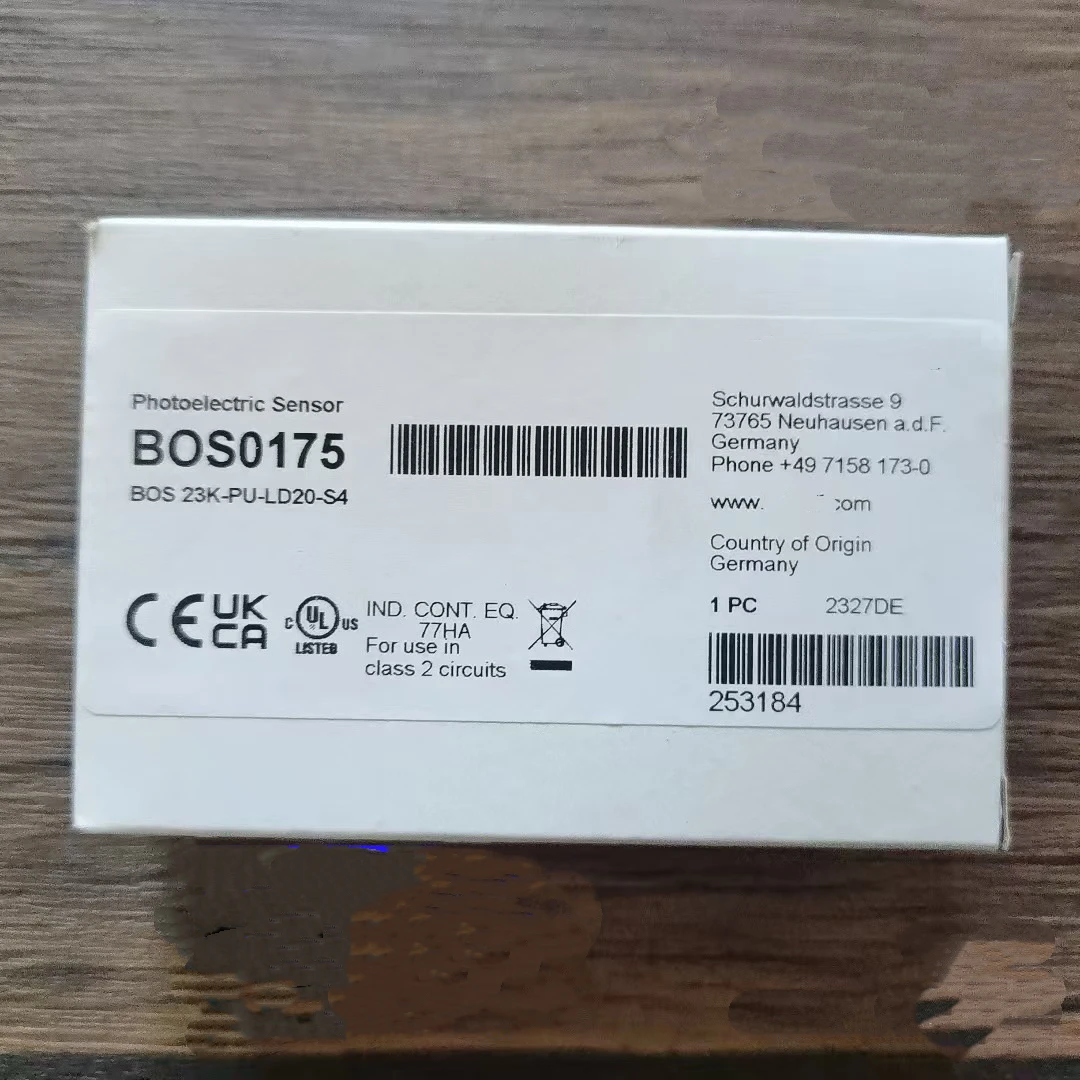 Photoelectric Sensor
BOS0175
BOS 23K-PU-LD20-S4
Schurwaldstrasse 9
73765 Neuhausen a.d.F.
Germany
Phone +49 7158 173-0
www. com
Country of Origin
Germany
CE UK
CA
C UL US
LISTED
IND. CONT. EQ.
77HA
For use in
class 2 circuits
1 PC 2327DE
253184